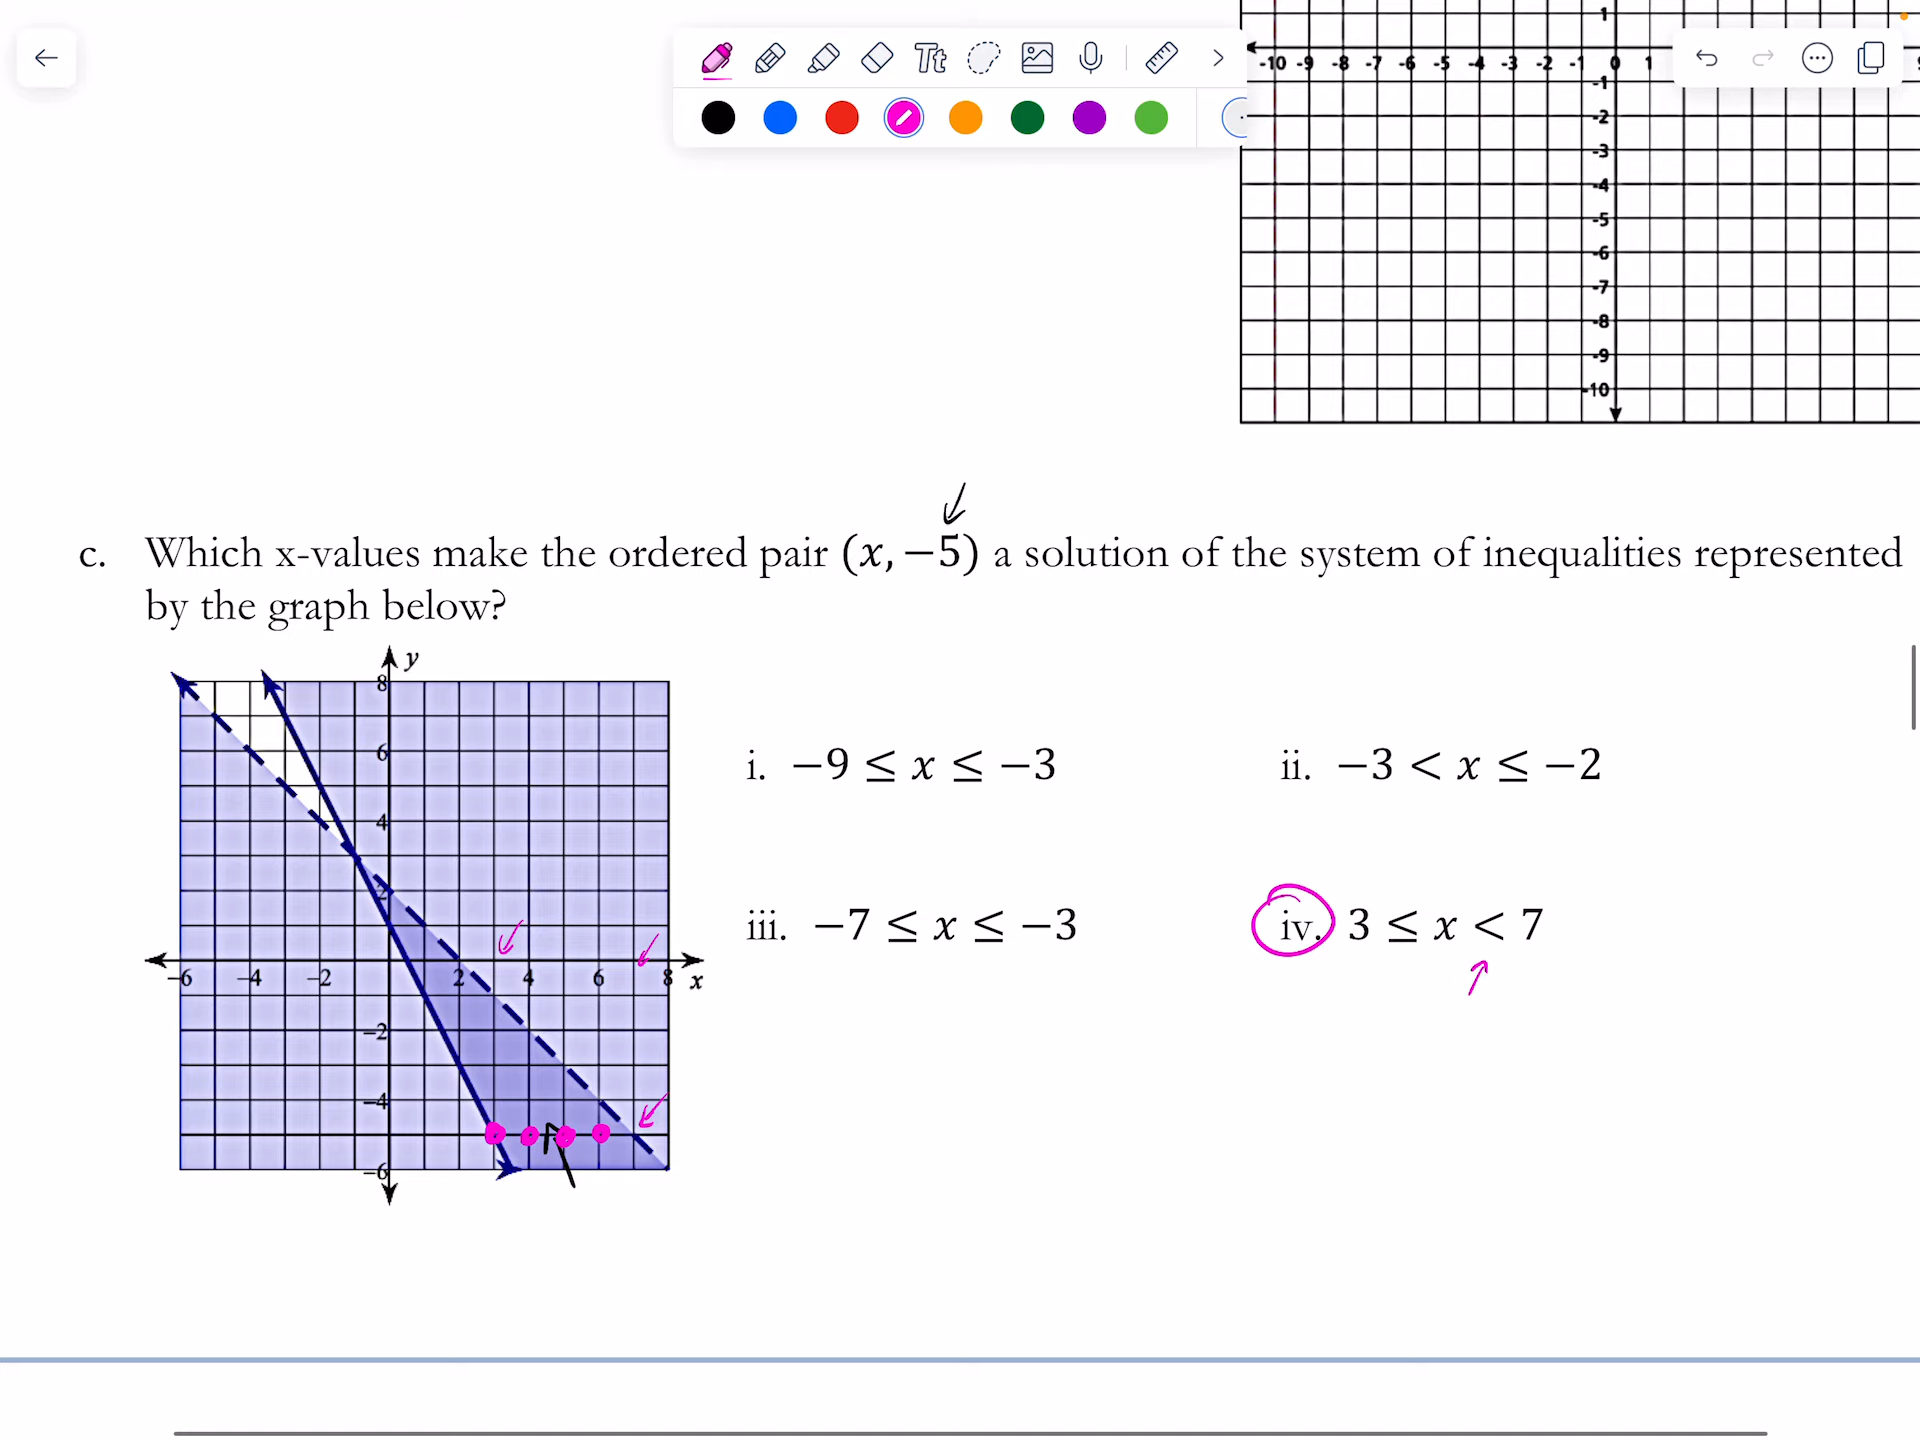 Tt
1
-10 -9 -8 -7 -6 -5 -4 -3 -2 -1 0 1
-1
-2
-3
-4
-5
-6
-7
-8
-9
-10
c. Which x-values make the ordered pair (x, −5) a solution of the system of inequalities represented
by the graph below?
y
8
6
4
2
−6 −4 −2 2 4 6 8 x
−2
−4
−6
i. −9 ≤ x ≤ −3
ii. −3 < x ≤ −2
iii. −7 ≤ x ≤ −3
iv. 3 ≤ x < 7